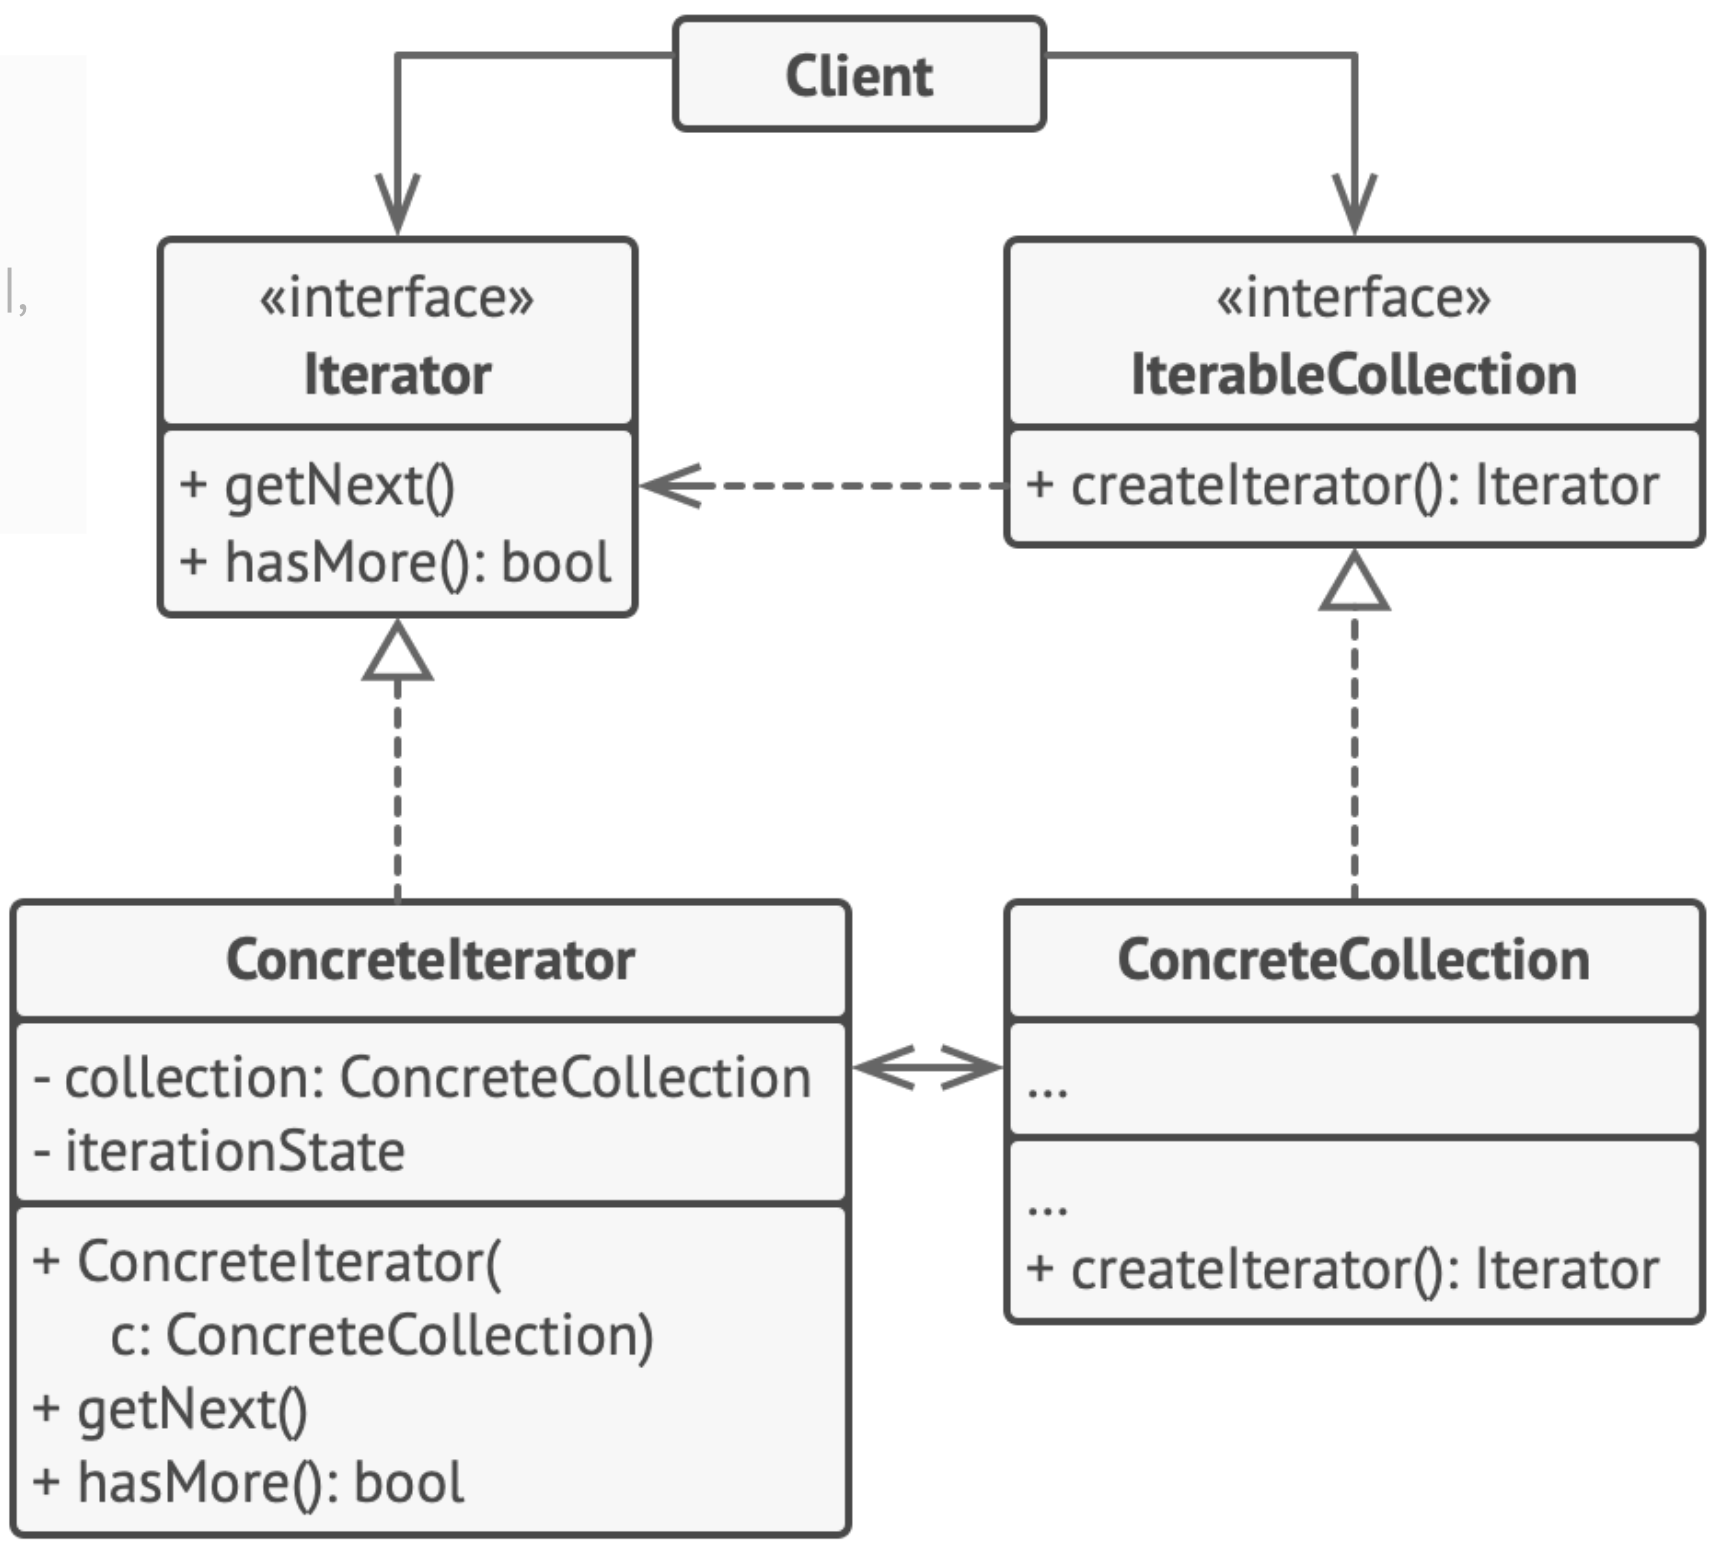 Client
l,
«interface»
Iterator
+ getNext()
+ hasMore(): bool
«interface»
IterableCollection
+ createIterator(): Iterator
ConcreteIterator
- collection: ConcreteCollection
- iterationState
+ ConcreteIterator(
c: ConcreteCollection)
+ getNext()
+ hasMore(): bool
ConcreteCollection
...
...
+ createIterator(): Iterator